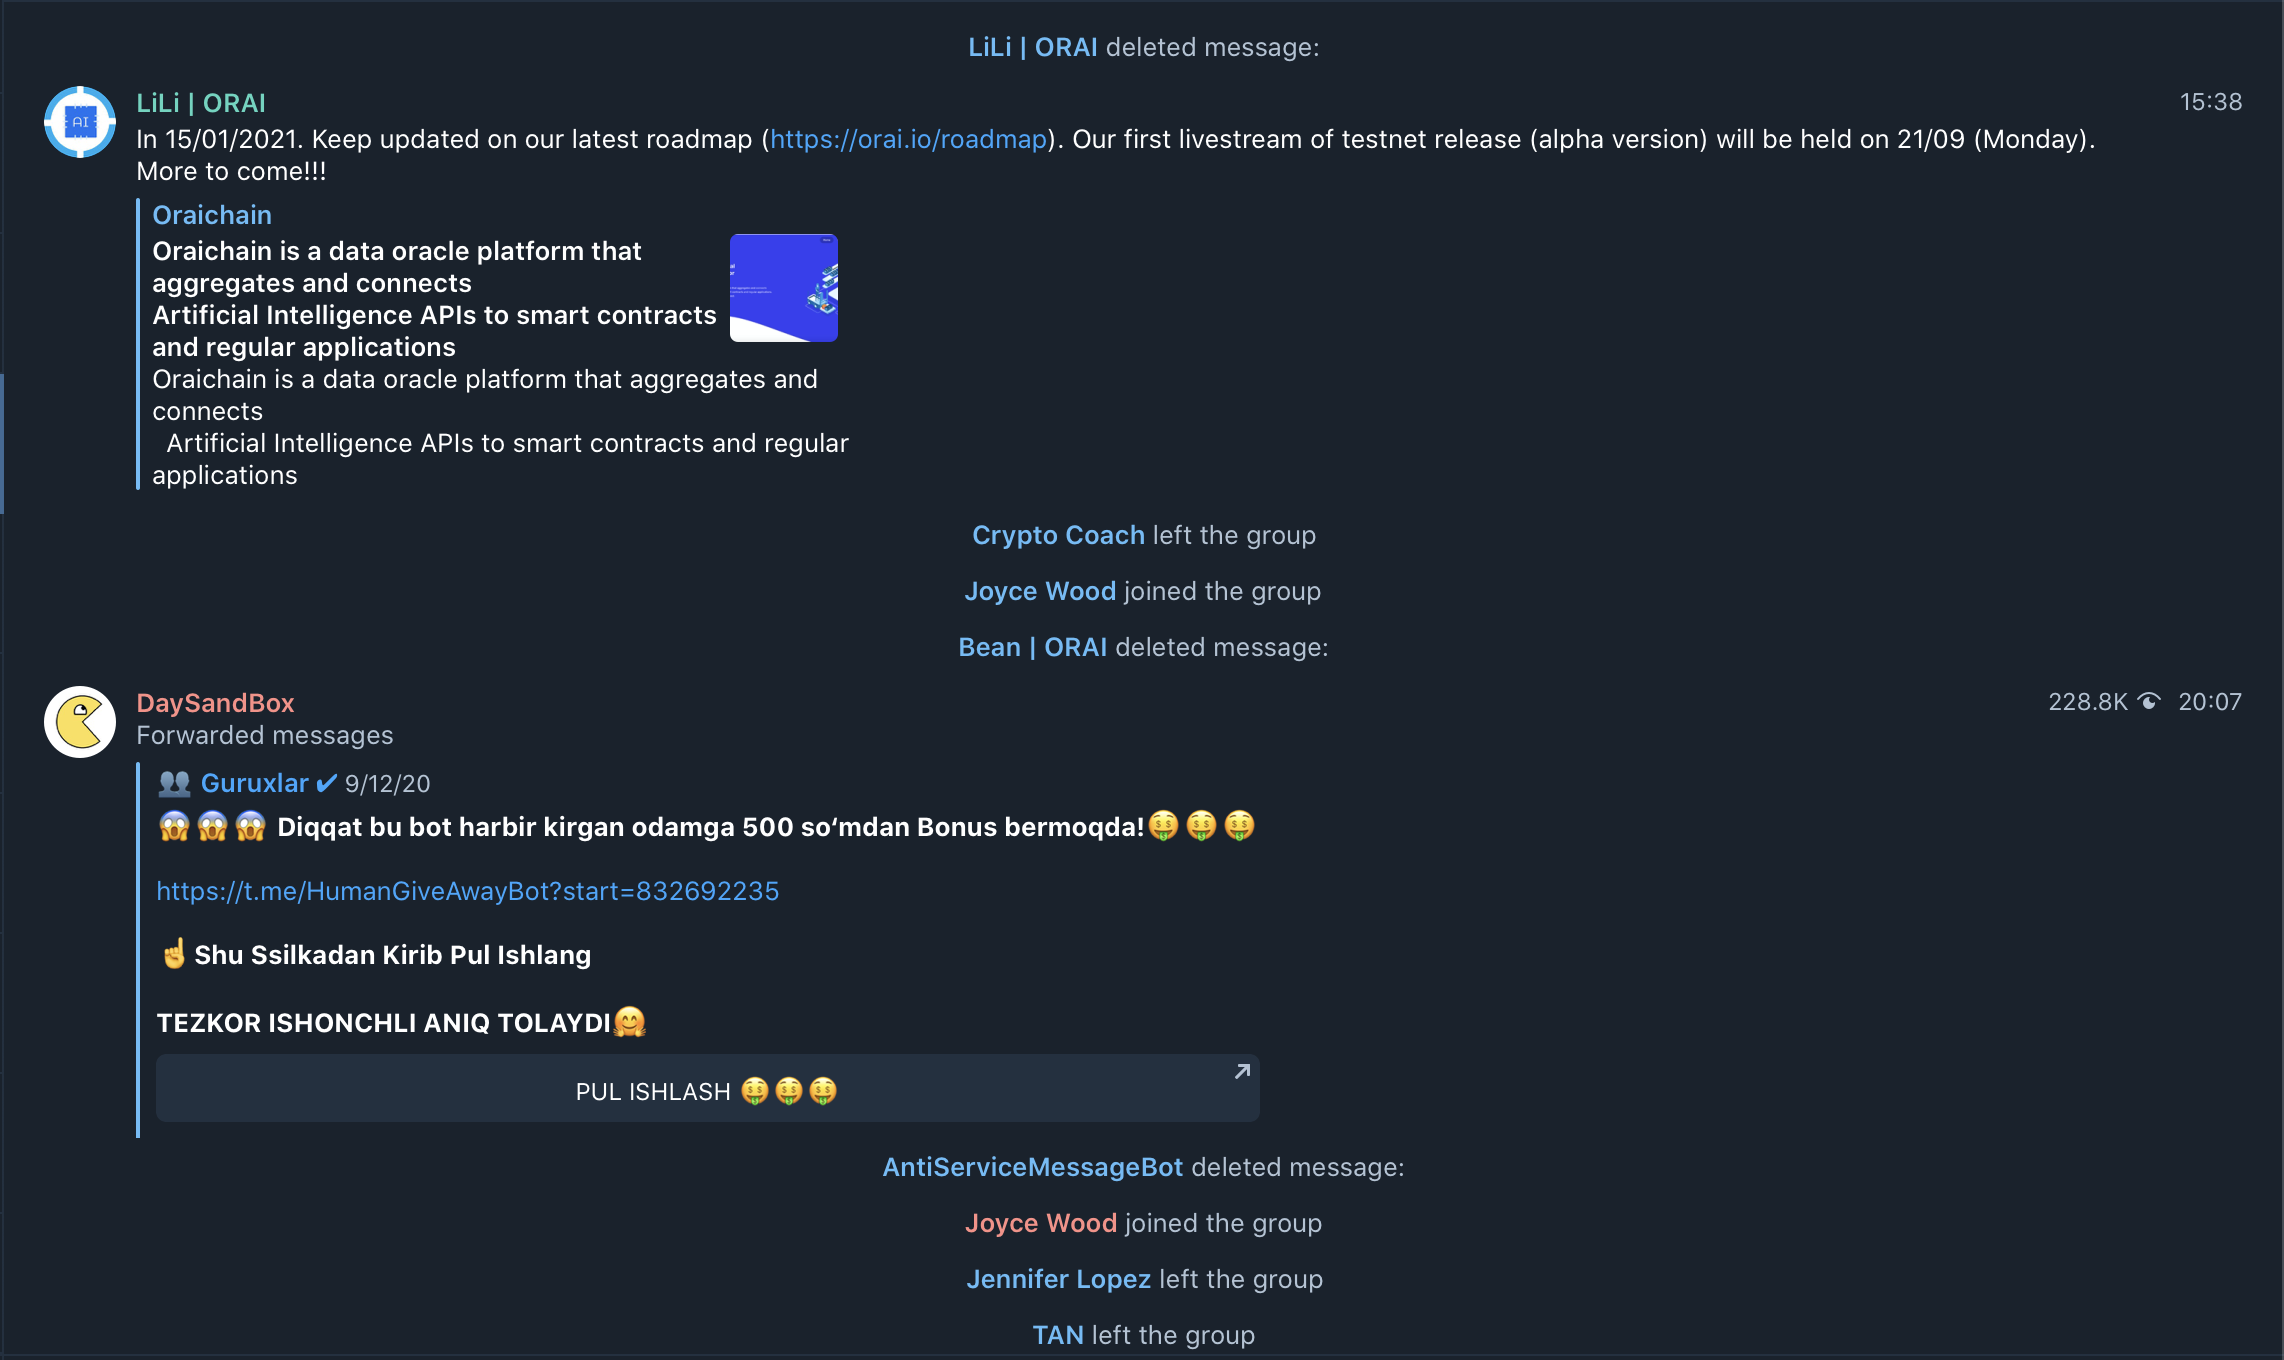 LiLi | ORAI deleted message:
LiLi | ORAI
15:38
In 15/01/2021. Keep updated on our latest roadmap (https://orai.io/roadmap). Our first livestream of testnet release (alpha version) will be held on 21/09 (Monday).
More to come!!!
Oraichain
Oraichain is a data oracle platform that
aggregates and connects
Artificial Intelligence APIs to smart contracts
and regular applications
Oraichain is a data oracle platform that aggregates and
connects
Artificial Intelligence APIs to smart contracts and regular
applications
Crypto Coach left the group
Joyce Wood joined the group
Bean | ORAI deleted message:
DaySandBox
228.8K 20:07
Forwarded messages
👥 Guruxlar ✔ 9/12/20
😱😱😱 Diqqat bu bot harbir kirgan odamga 500 so‘mdan Bonus bermoqda!🤑🤑🤑
https://t.me/HumanGiveAwayBot?start=832692235
☝Shu Ssilkadan Kirib Pul Ishlang
TEZKOR ISHONCHLI ANIQ TOLAYDI🤗
PUL ISHLASH 🤑🤑🤑
AntiServiceMessageBot deleted message:
Joyce Wood joined the group
Jennifer Lopez left the group
TAN left the group